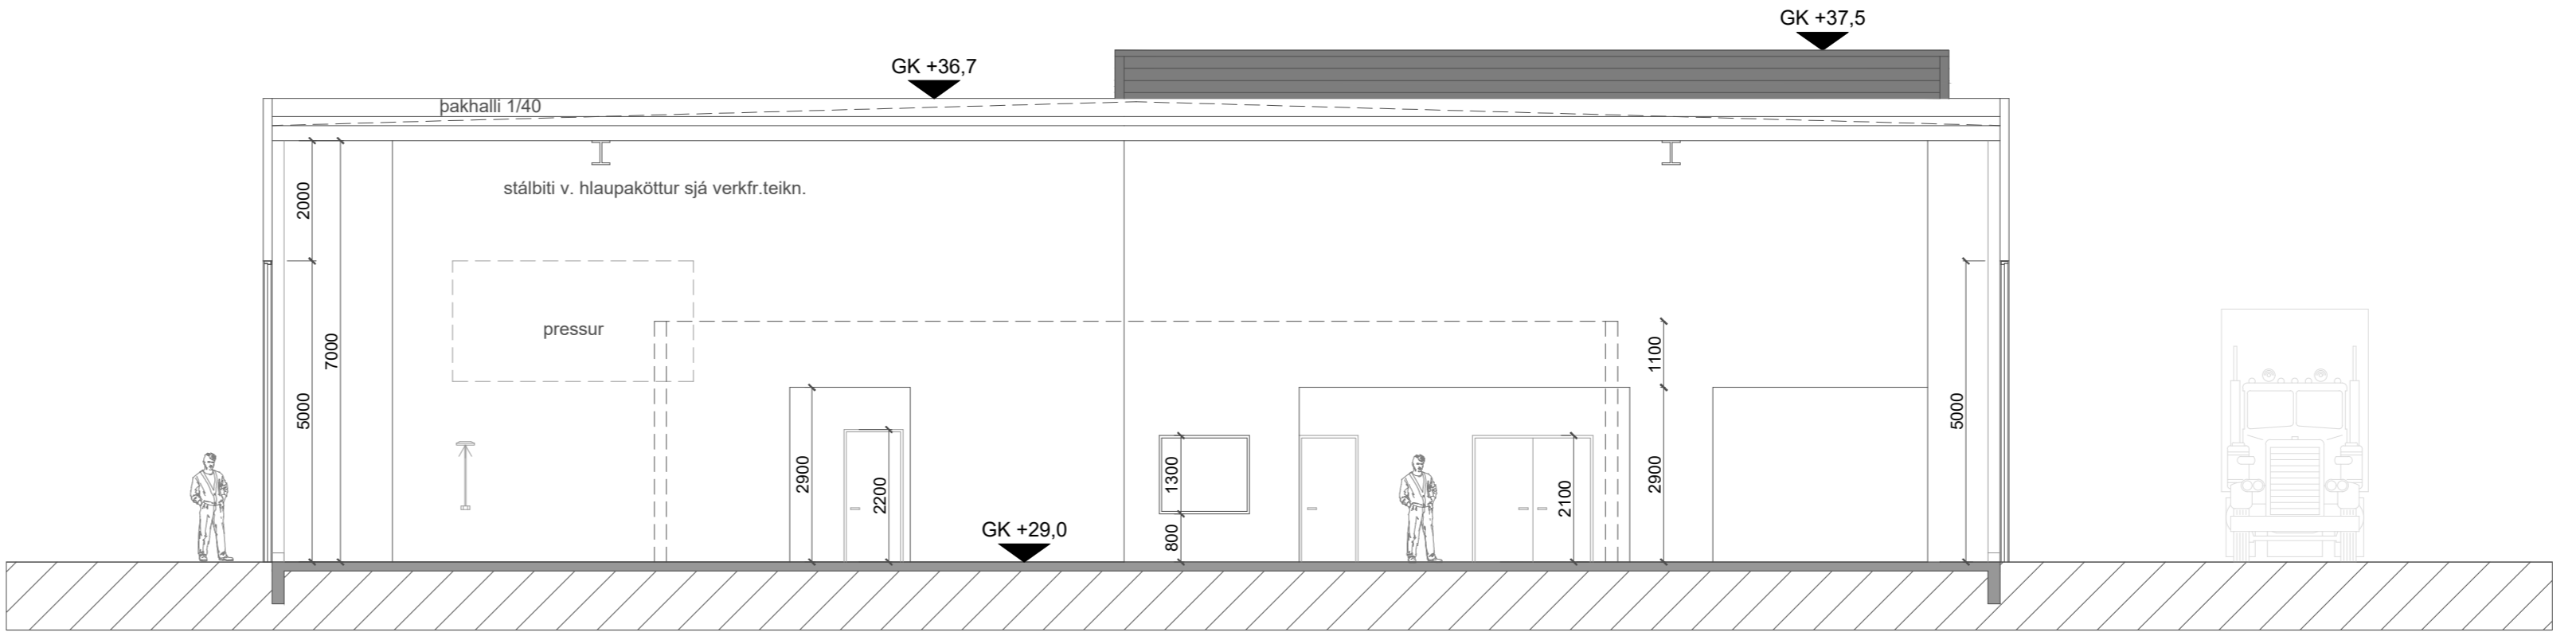 GK +37,5
GK +36,7
þakhalli 1/40
stálbiti v. hlaupaköttur sjá verkfr.teikn.
2000
7000
5000
pressur
1100
5000
2900
2200
1300
800
2100
2900
GK +29,0